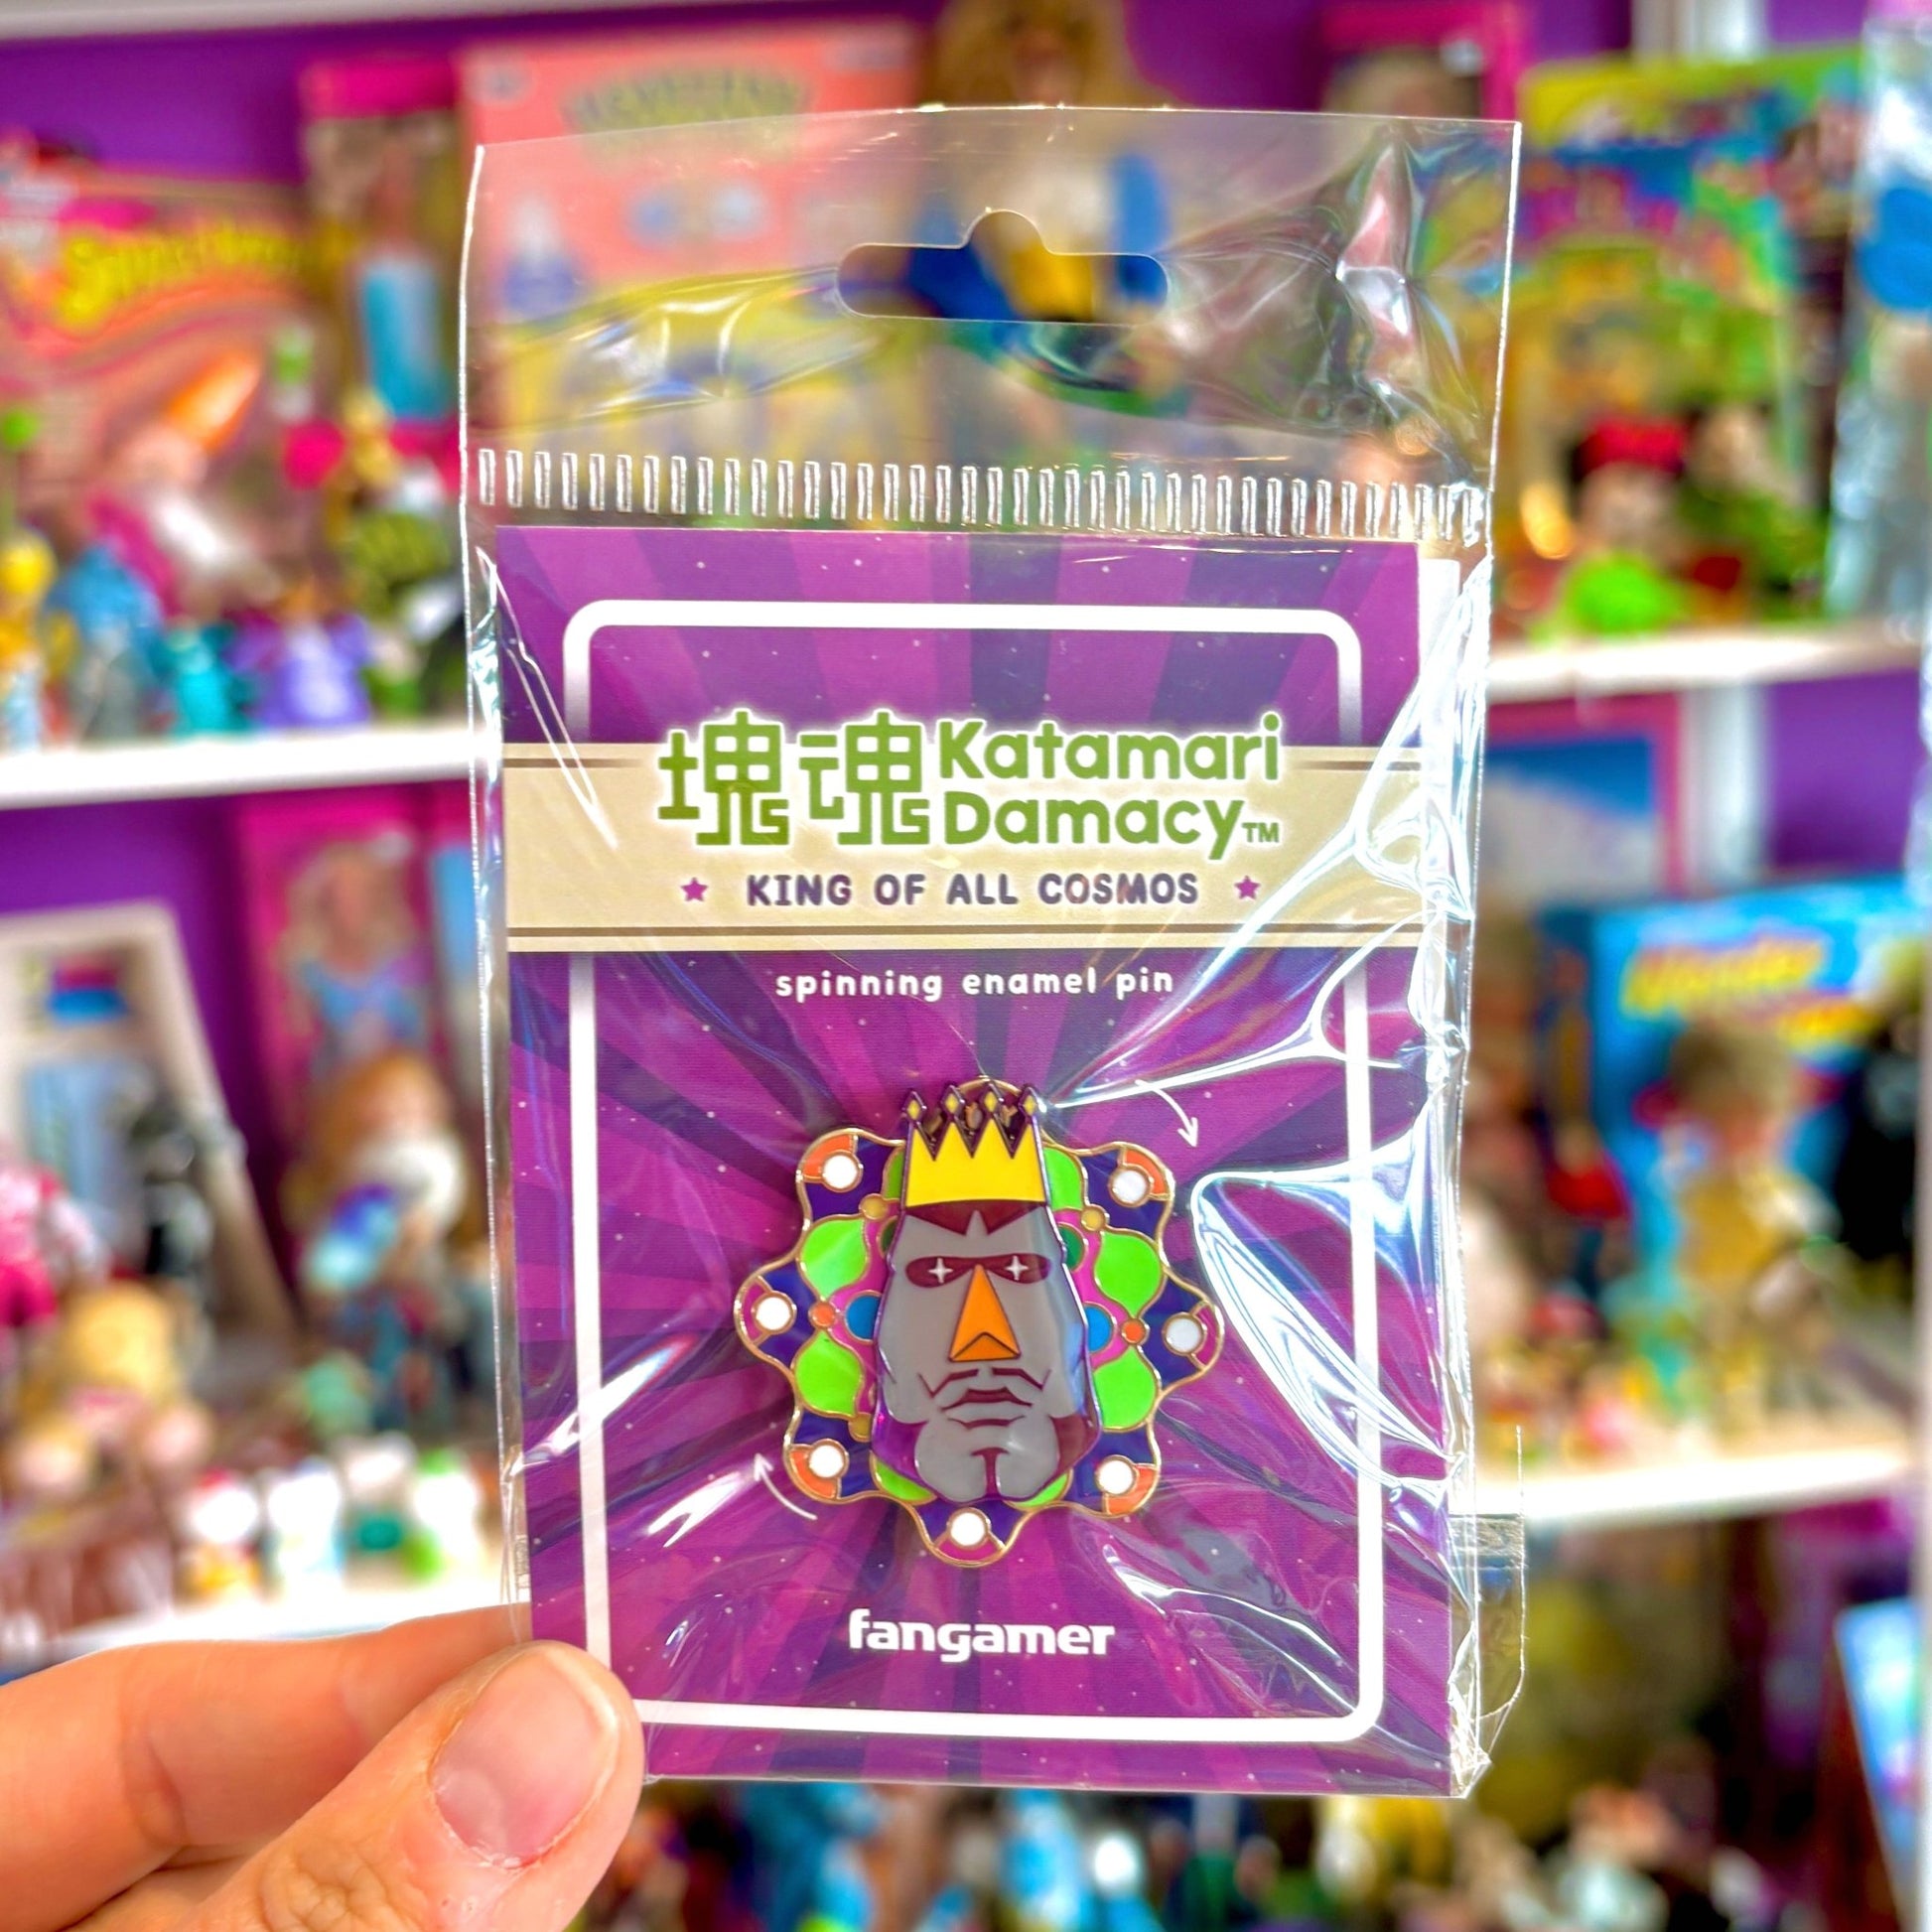 塊魂 Katamari
Damacy™
★ KING OF ALL COSMOS ★
spinning enamel pin
fangamer